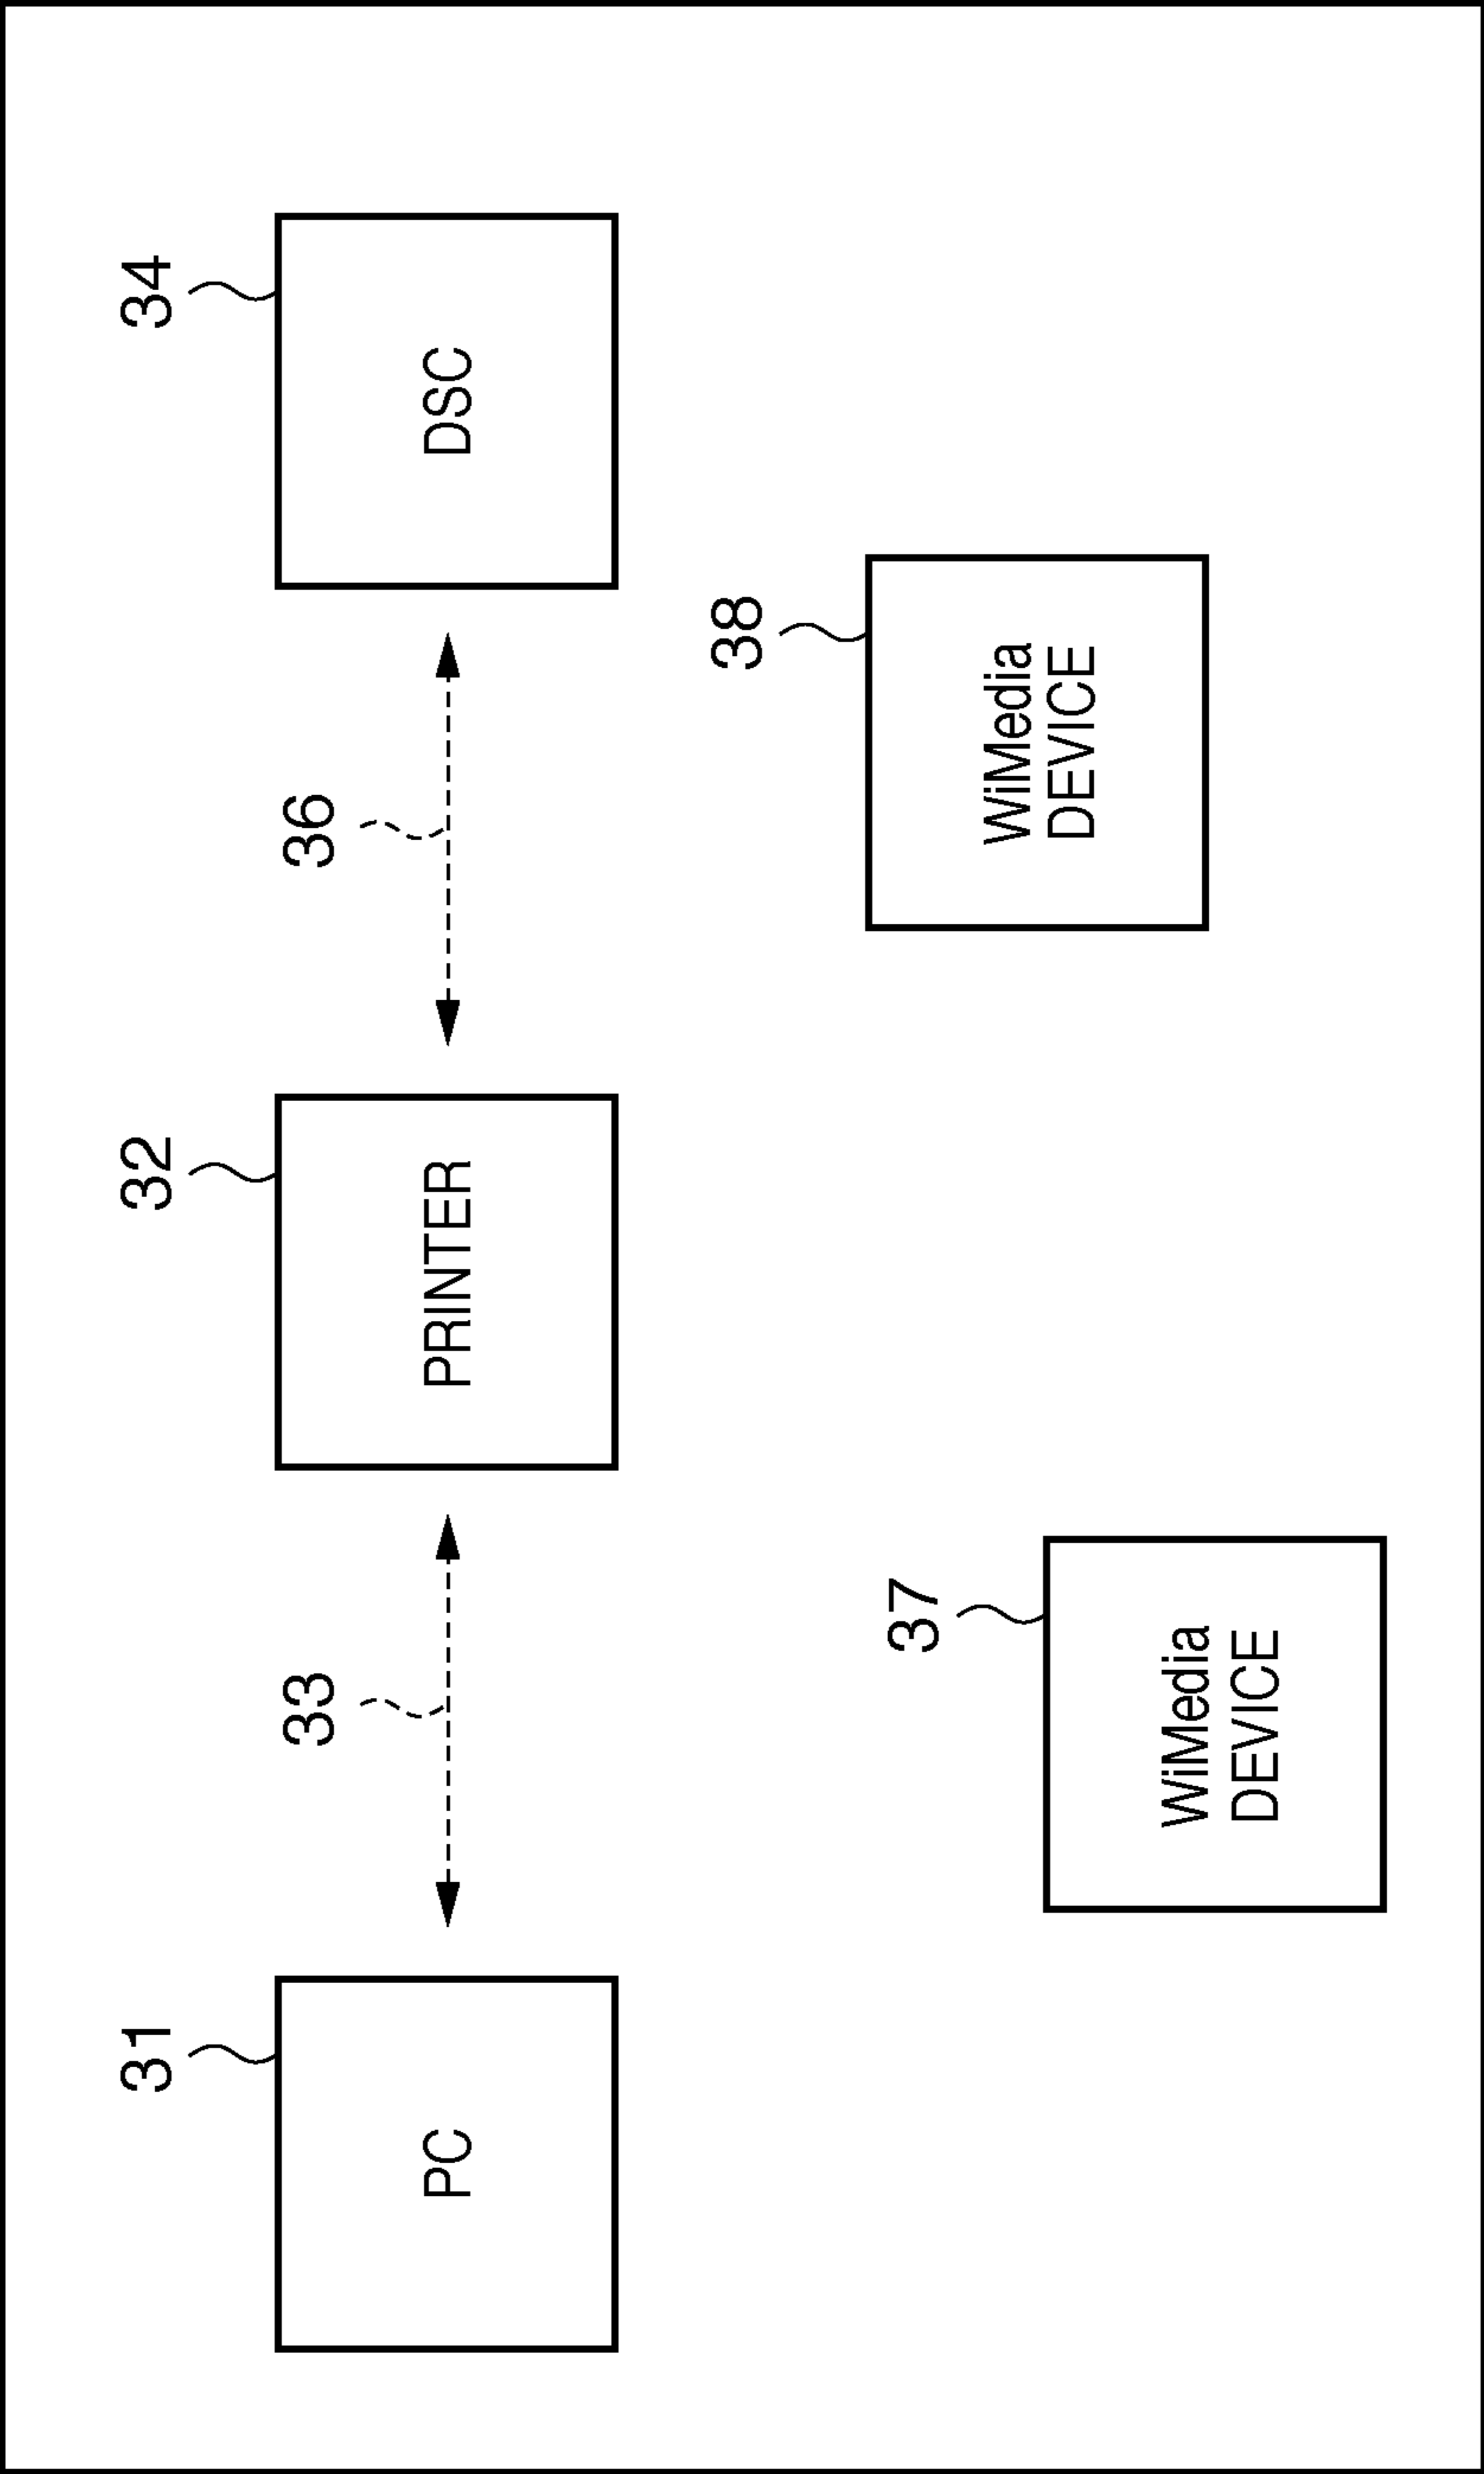 31
32
34
33
36
PC
PRINTER
DSC
38
WiMedia
DEVICE
37
WiMedia
DEVICE